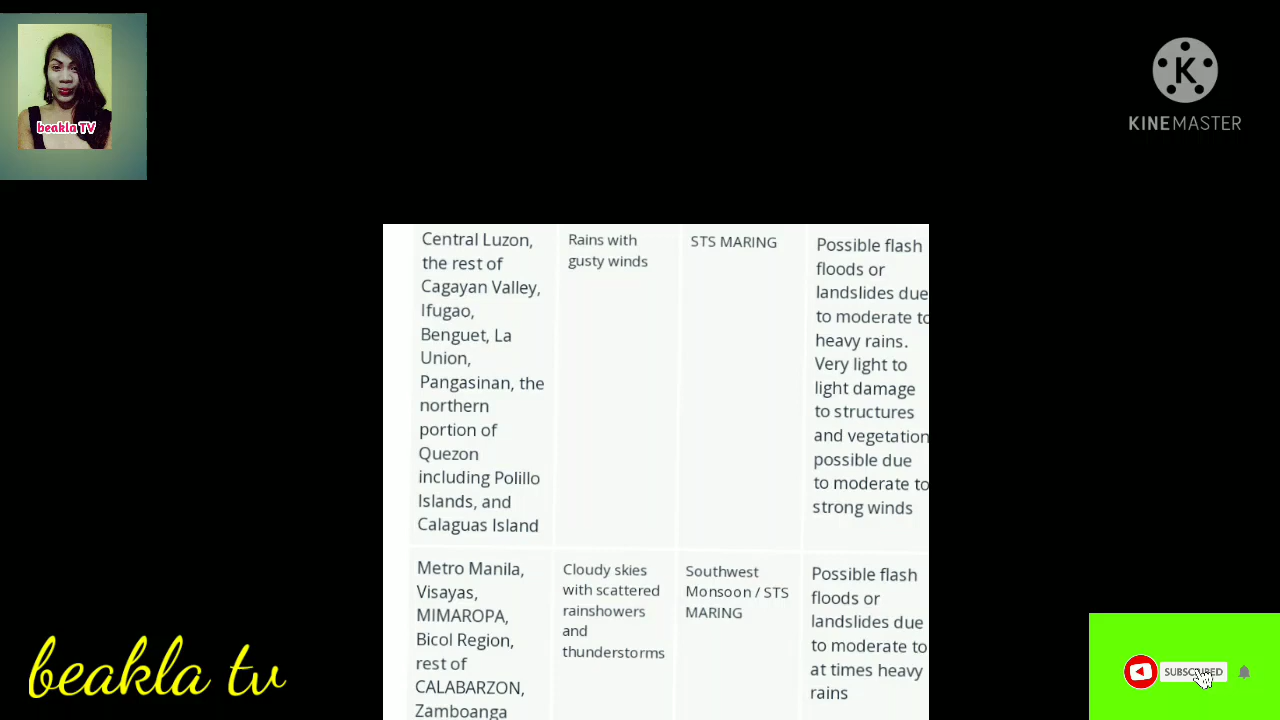 beakla TV
KINEMASTER
Central Luzon,
the rest of
Cagayan Valley,
Ifugao,
Benguet, La
Union,
Pangasinan, the
northern
portion of
Quezon
including Polillo
Islands, and
Calaguas Island
Rains with
gusty winds
STS MARING
Possible flash
floods or
landslides due
to moderate to
heavy rains.
Very light to
light damage
to structures
and vegetation
possible due
to moderate to
strong winds
Metro Manila,
Visayas,
MIMAROPA,
Bicol Region,
rest of
CALABARZON,
Zamboanga
Cloudy skies
with scattered
rainshowers
and
thunderstorms
Southwest
Monsoon / STS
MARING
Possible flash
floods or
landslides due
to moderate to
at times heavy
rains
beakla tv
SUBSCRIBED